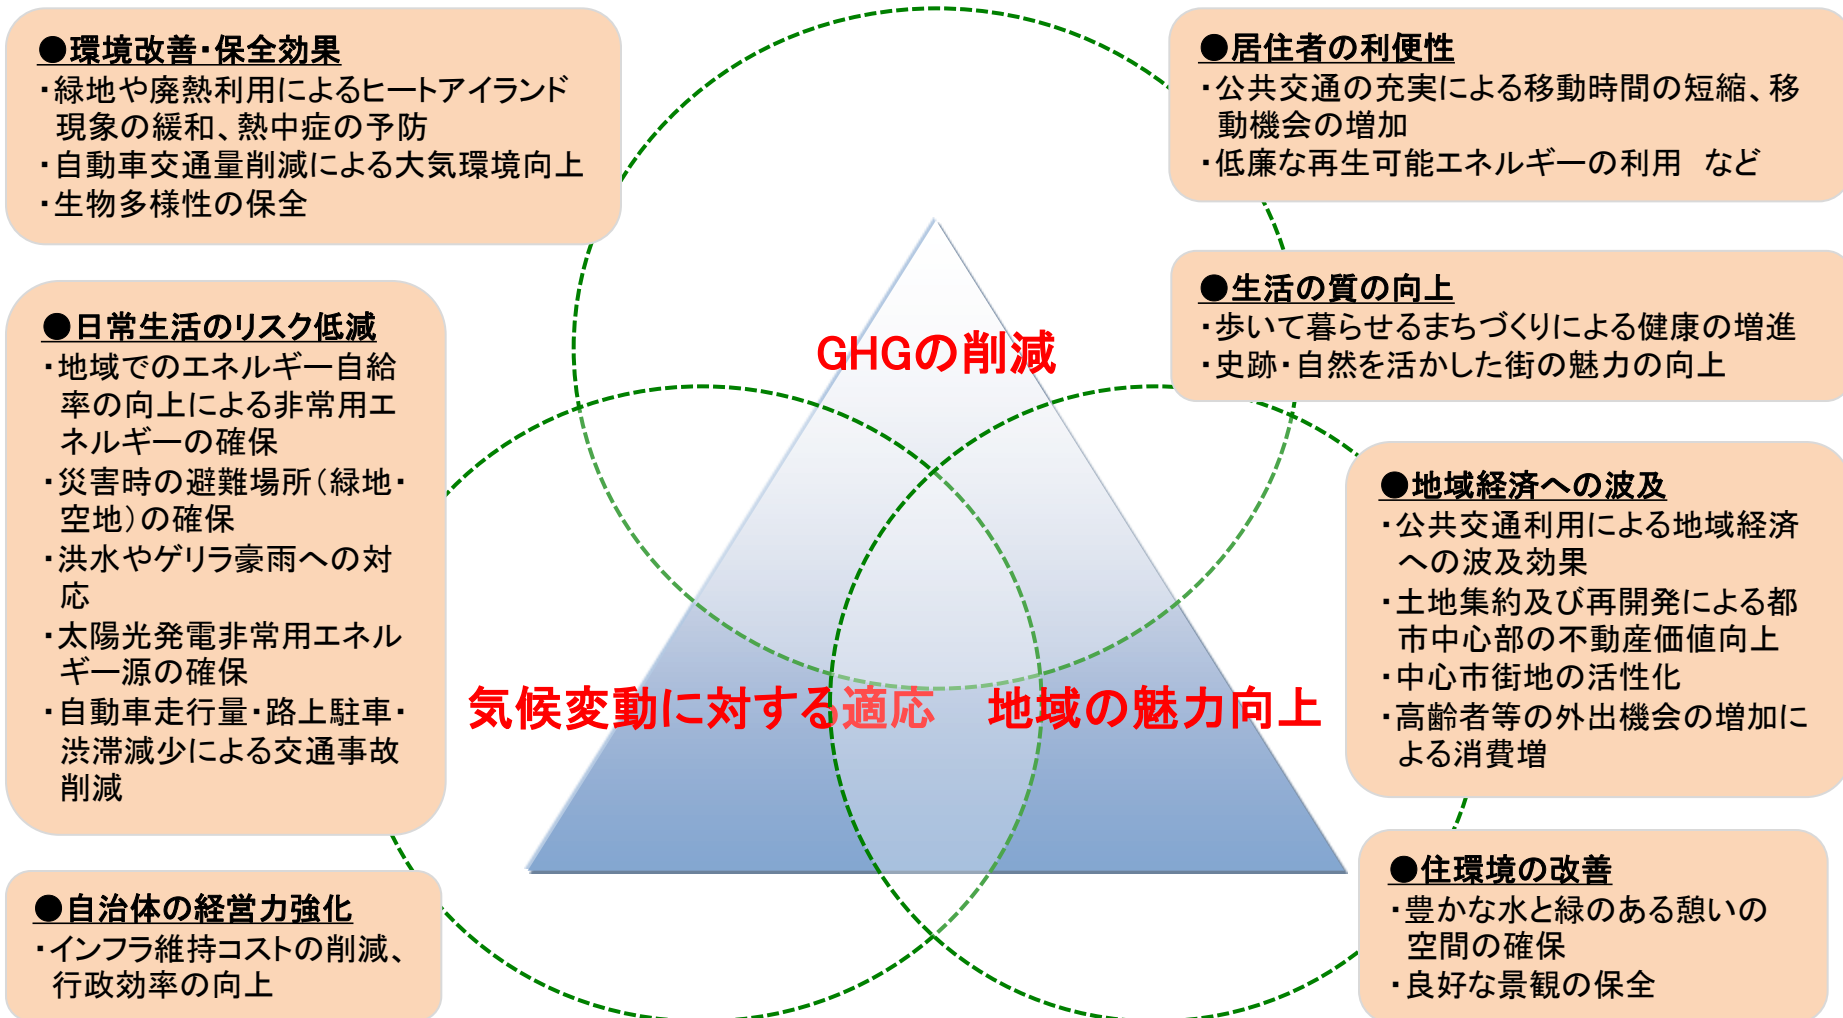 ●環境改善･保全効果
･緑地や廃熱利用によるヒートアイランド
現象の緩和、熱中症の予防
･自動車交通量削減による大気環境向上
･生物多様性の保全
●日常生活のリスク低減
･地域でのエネルギー自給
率の向上による非常用エ
ネルギーの確保
･災害時の避難場所（緑地･
空地）の確保
･洪水やゲリラ豪雨への対
応
･太陽光発電非常用エネル
ギー源の確保
･自動車走行量･路上駐車･
渋滞減少による交通事故
削減
●自治体の経営力強化
･インフラ維持コストの削減、
行政効率の向上
GHGの削減
気候変動に対する適応
地域の魅力向上
●居住者の利便性
･公共交通の充実による移動時間の短縮、移
動機会の増加
･低廉な再生可能エネルギーの利用　など
●生活の質の向上
･歩いて暮らせるまちづくりによる健康の増進
･史跡･自然を活かした街の魅力の向上
●地域経済への波及
･公共交通利用による地域経済
への波及効果
･土地集約及び再開発による都
市中心部の不動産価値向上
･中心市街地の活性化
･高齢者等の外出機会の増加に
よる消費増
●住環境の改善
･豊かな水と緑のある憩いの
空間の確保
･良好な景観の保全